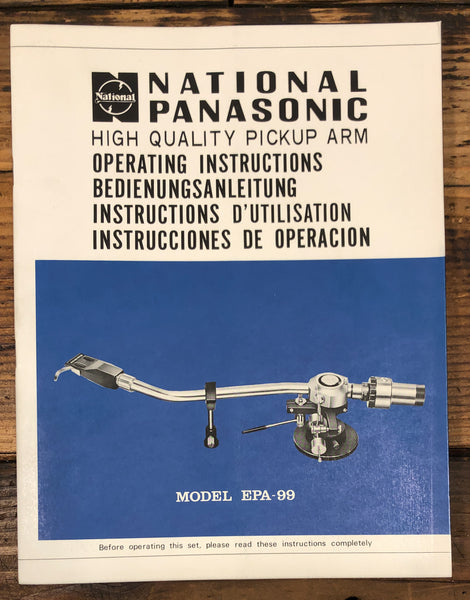 National
NATIONAL
PANASONIC
HIGH QUALITY PICKUP ARM
OPERATING INSTRUCTIONS
BEDIENUNGSANLEITUNG
INSTRUCTIONS D'UTILISATION
INSTRUCCIONES DE OPERACION
MODEL EPA-99
Before operating this set, please read these instructions completely